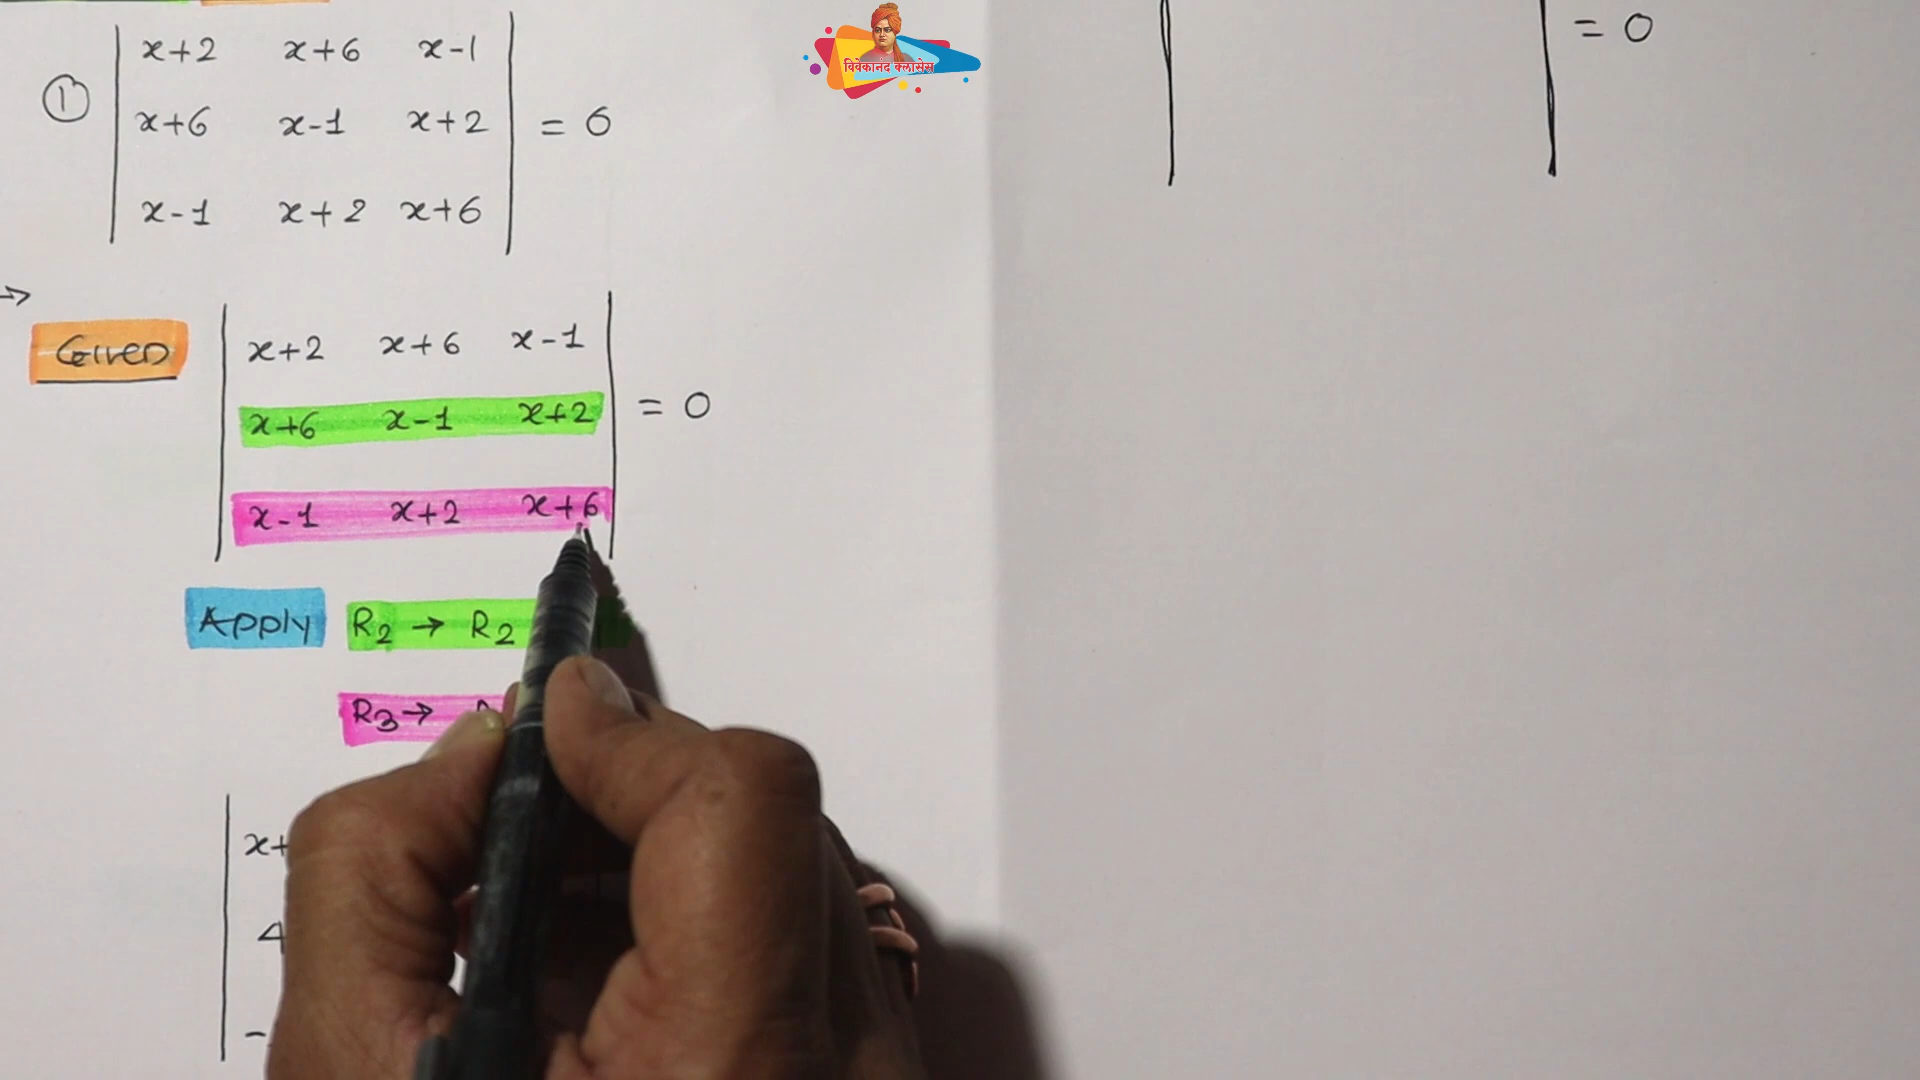 विवेकानंद क्लासेस
① x+2 x+6 x-1
x+6 x-1 x+2 = 0
x-1 x+2 x+6
→
Given x+2 x+6 x-1
x+6 x-1 x+2 = 0
x-1 x+2 x+6
Apply R2 → R2
R3 →
x+
4
-
= 0